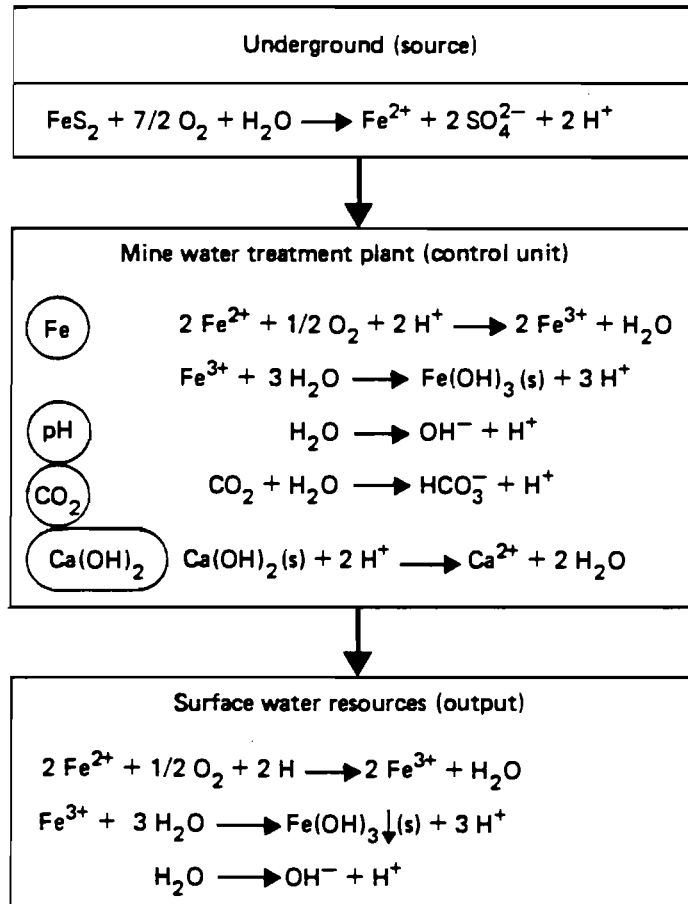 Underground (source)
FeS₂ + 7/2 O₂ + H₂O ⟶ Fe²⁺ + 2 SO₄²⁻ + 2 H⁺
Mine water treatment plant (control unit)
Fe 2 Fe²⁺ + 1/2 O₂ + 2 H⁺ ⟶ 2 Fe³⁺ + H₂O
Fe³⁺ + 3 H₂O ⟶ Fe(OH)₃ (s) + 3 H⁺
pH H₂O ⟶ OH⁻ + H⁺
CO₂ CO₂ + H₂O ⟶ HCO₃⁻ + H⁺
Ca(OH)₂ Ca(OH)₂ (s) + 2 H⁺ ⟶ Ca²⁺ + 2 H₂O
Surface water resources (output)
2 Fe²⁺ + 1/2 O₂ + 2 H ⟶ 2 Fe³⁺ + H₂O
Fe³⁺ + 3 H₂O ⟶ Fe(OH)₃↓(s) + 3 H⁺
H₂O ⟶ OH⁻ + H⁺